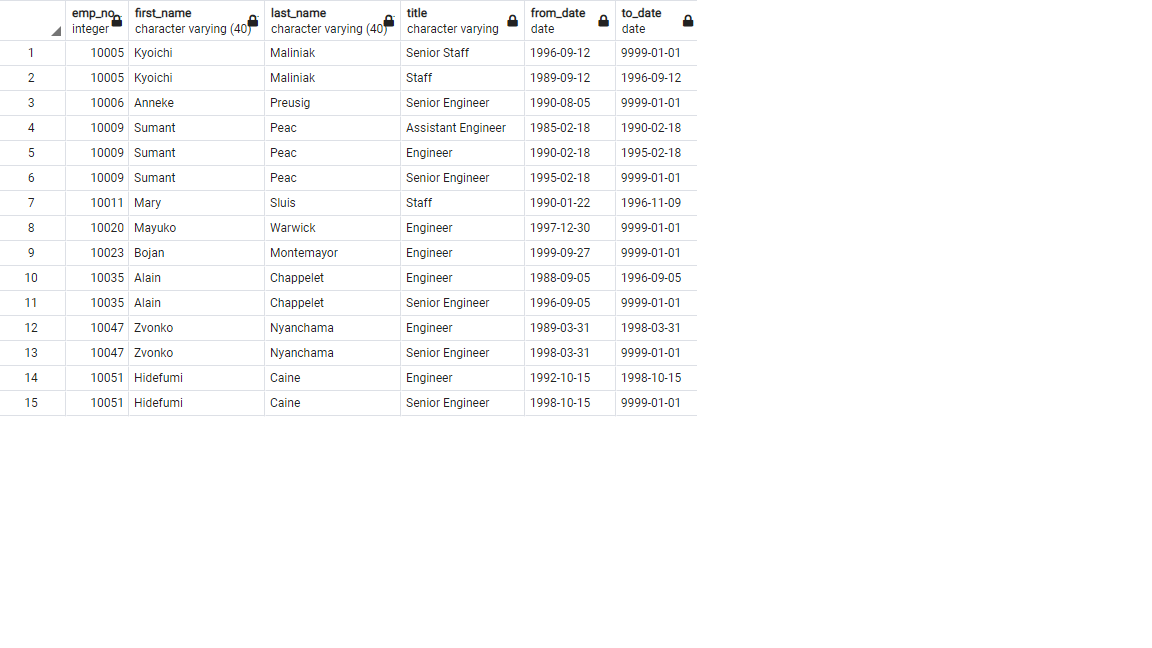 emp_no first_name last_name title from_date to_date
integer character varying (40) character varying (40) character varying date date
1 10005 Kyoichi Maliniak Senior Staff 1996-09-12 9999-01-01
2 10005 Kyoichi Maliniak Staff 1989-09-12 1996-09-12
3 10006 Anneke Preusig Senior Engineer 1990-08-05 9999-01-01
4 10009 Sumant Peac Assistant Engineer 1985-02-18 1990-02-18
5 10009 Sumant Peac Engineer 1990-02-18 1995-02-18
6 10009 Sumant Peac Senior Engineer 1995-02-18 9999-01-01
7 10011 Mary Sluis Staff 1990-01-22 1996-11-09
8 10020 Mayuko Warwick Engineer 1997-12-30 9999-01-01
9 10023 Bojan Montemayor Engineer 1999-09-27 9999-01-01
10 10035 Alain Chappelet Engineer 1988-09-05 1996-09-05
11 10035 Alain Chappelet Senior Engineer 1996-09-05 9999-01-01
12 10047 Zvonko Nyanchama Engineer 1989-03-31 1998-03-31
13 10047 Zvonko Nyanchama Senior Engineer 1998-03-31 9999-01-01
14 10051 Hidefumi Caine Engineer 1992-10-15 1998-10-15
15 10051 Hidefumi Caine Senior Engineer 1998-10-15 9999-01-01